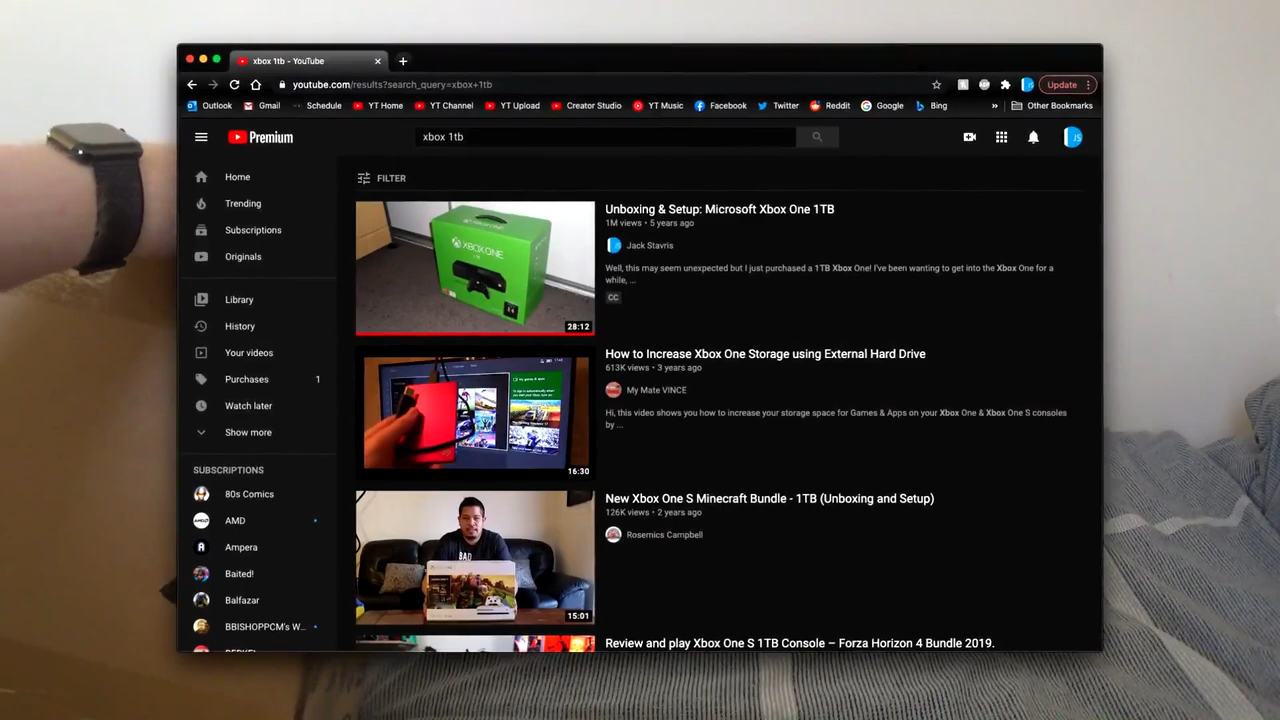 xbox 1tb - YouTube
youtube.com/results?search_query=xbox+1tb
Update
Outlook
Gmail
Schedule
YT Home
YT Channel
YT Upload
Creator Studio
YT Music
Facebook
Twitter
Reddit
Google
Bing
»
Other Bookmarks
Premium
xbox 1tb
JS
Home
Trending
Subscriptions
Originals
Library
History
Your videos
Purchases 1
Watch later
Show more
SUBSCRIPTIONS
80s Comics
AMD
Ampera
Baited!
Balfazar
BBISHOPPCM's W...
FILTER
XBOX ONE
28:12
Unboxing & Setup: Microsoft Xbox One 1TB
1M views • 5 years ago
Jack Stavris
Well, this may seem unexpected but I just purchased a 1TB Xbox One! I've been wanting to get into the Xbox One for a
while, ...
CC
16:30
How to Increase Xbox One Storage using External Hard Drive
613K views • 3 years ago
My Mate VINCE
Hi, this video shows you how to increase your storage space for Games & Apps on your Xbox One & Xbox One S consoles
by ...
BAD
15:01
New Xbox One S Minecraft Bundle - 1TB (Unboxing and Setup)
126K views • 2 years ago
Rosemics Campbell
Review and play Xbox One S 1TB Console – Forza Horizon 4 Bundle 2019.